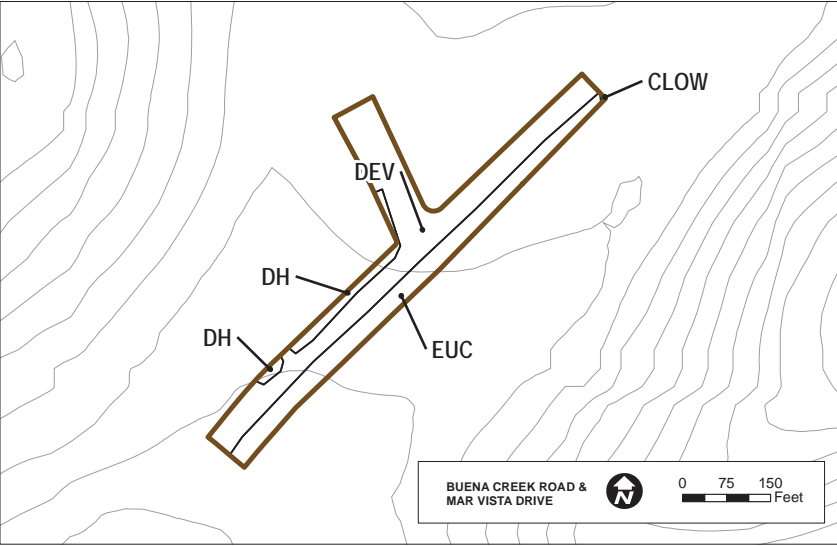 CLOW
DEV
DH
DH
EUC
BUENA CREEK ROAD &
MAR VISTA DRIVE
N
0 75 150
Feet